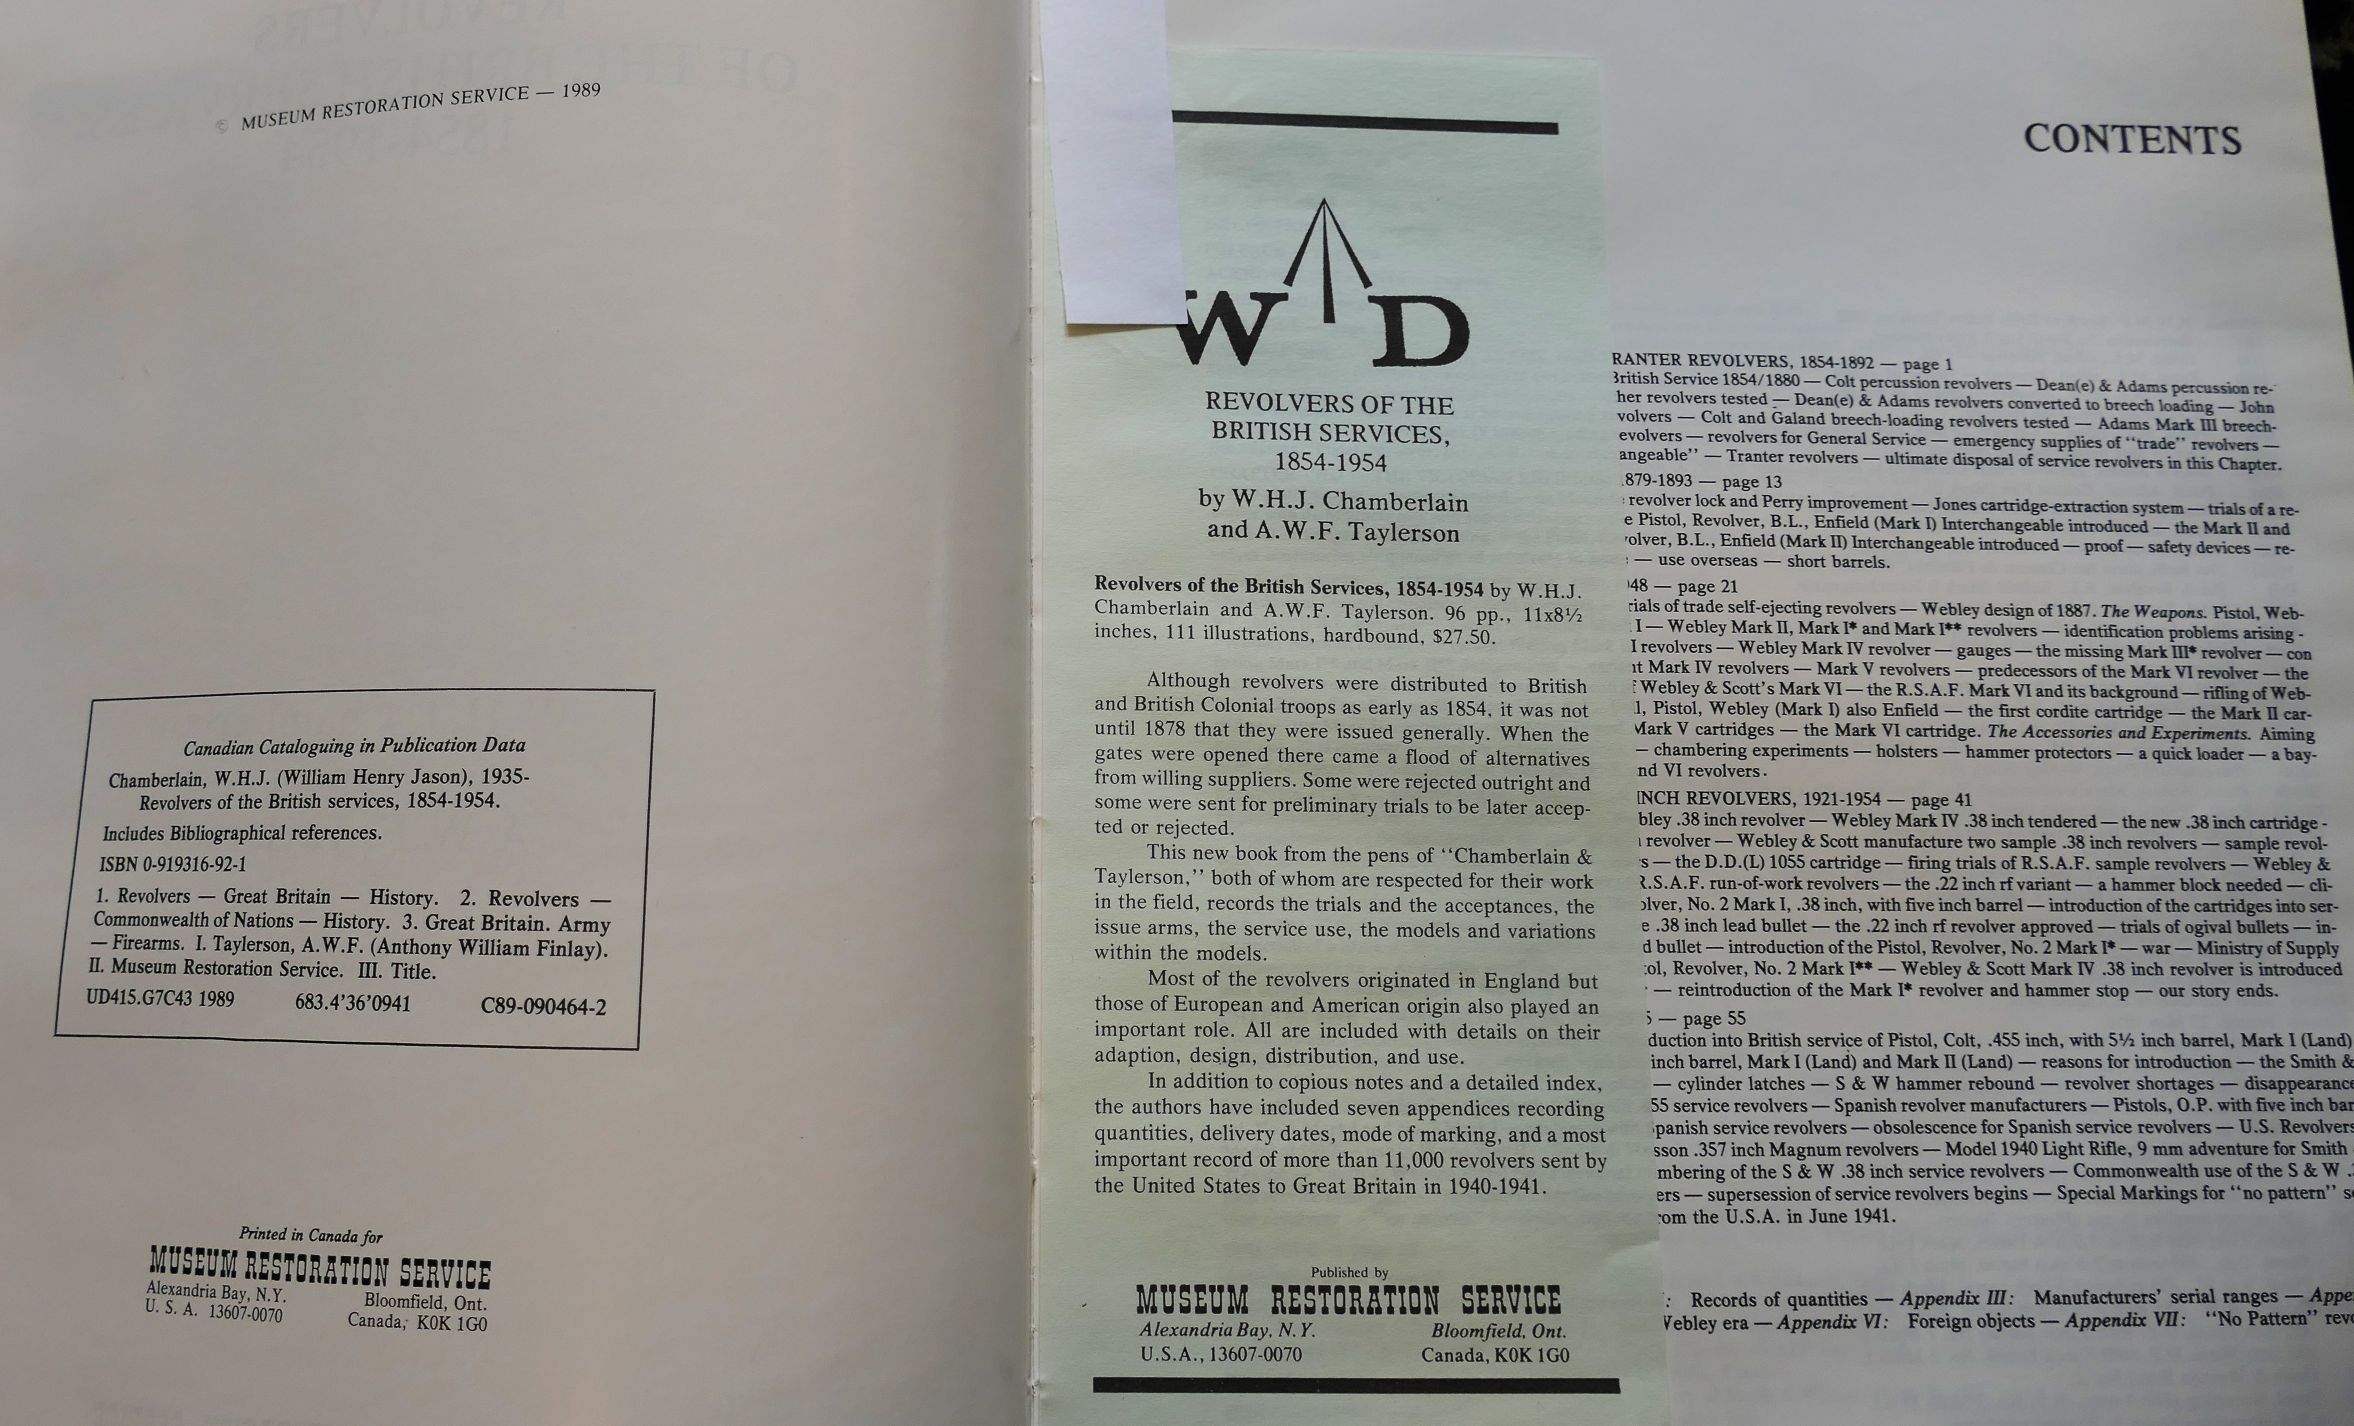 © MUSEUM RESTORATION SERVICE — 1989
Canadian Cataloguing in Publication Data
Chamberlain, W.H.J. (William Henry Jason), 1935-
Revolvers of the British services, 1854-1954.
Includes Bibliographical references.
ISBN 0-919316-92-1
1. Revolvers — Great Britain — History. 2. Revolvers —
Commonwealth of Nations — History. 3. Great Britain. Army
— Firearms. I. Taylerson, A.W.F. (Anthony William Finlay).
II. Museum Restoration Service. III. Title.
UD415.G7C43 1989 683.4'36'0941 C89-090464-2
Printed in Canada for
MUSEUM RESTORATION SERVICE
Alexandria Bay, N.Y. Bloomfield, Ont.
U. S. A. 13607-0070 Canada, K0K 1G0
W D
REVOLVERS OF THE
BRITISH SERVICES,
1854-1954
by W.H.J. Chamberlain
and A.W.F. Taylerson
Revolvers of the British Services, 1854-1954 by W.H.J.
Chamberlain and A.W.F. Taylerson. 96 pp., 11x8½
inches, 111 illustrations, hardbound, $27.50.
Although revolvers were distributed to British
and British Colonial troops as early as 1854, it was not
until 1878 that they were issued generally. When the
gates were opened there came a flood of alternatives
from willing suppliers. Some were rejected outright and
some were sent for preliminary trials to be later accep-
ted or rejected.
This new book from the pens of "Chamberlain &
Taylerson," both of whom are respected for their work
in the field, records the trials and the acceptances, the
issue arms, the service use, the models and variations
within the models.
Most of the revolvers originated in England but
those of European and American origin also played an
important role. All are included with details on their
adaption, design, distribution, and use.
In addition to copious notes and a detailed index,
the authors have included seven appendices recording
quantities, delivery dates, mode of marking, and a most
important record of more than 11,000 revolvers sent by
the United States to Great Britain in 1940-1941.
Published by
MUSEUM RESTORATION SERVICE
Alexandria Bay, N.Y. Bloomfield, Ont.
U.S.A., 13607-0070 Canada, K0K 1G0
CONTENTS
RANTER REVOLVERS, 1854-1892 — page 1
British Service 1854/1880 — Colt percussion revolvers — Dean(e) & Adams percussion re-
her revolvers tested — Dean(e) & Adams revolvers converted to breech loading — John
volvers — Colt and Galand breech-loading revolvers tested — Adams Mark III breech-
evolvers — revolvers for General Service — emergency supplies of "trade" revolvers —
angeable" — Tranter revolvers — ultimate disposal of service revolvers in this Chapter.
879-1893 — page 13
revolver lock and Perry improvement — Jones cartridge-extraction system — trials of a re-
e Pistol, Revolver, B.L., Enfield (Mark I) Interchangeable introduced — the Mark II and
olver, B.L., Enfield (Mark II) Interchangeable introduced — proof — safety devices — re-
— use overseas — short barrels.
48 — page 21
rials of trade self-ejecting revolvers — Webley design of 1887. The Weapons. Pistol, Web-
I — Webley Mark II, Mark I* and Mark I** revolvers — identification problems arising -
I revolvers — Webley Mark IV revolver — gauges — the missing Mark III* revolver — con
nt Mark IV revolvers — Mark V revolvers — predecessors of the Mark VI revolver — the
f Webley & Scott's Mark VI — the R.S.A.F. Mark VI and its background — rifling of Web-
1, Pistol, Webley (Mark I) also Enfield — the first cordite cartridge — the Mark II car-
Mark V cartridges — the Mark VI cartridge. The Accessories and Experiments. Aiming
— chambering experiments — holsters — hammer protectors — a quick loader — a bay-
nd VI revolvers.
INCH REVOLVERS, 1921-1954 — page 41
bley .38 inch revolver — Webley Mark IV .38 inch tendered — the new .38 inch cartridge -
revolver — Webley & Scott manufacture two sample .38 inch revolvers — sample revol-
s — the D.D.(L) 1055 cartridge — firing trials of R.S.A.F. sample revolvers — Webley &
R.S.A.F. run-of-work revolvers — the .22 inch rf variant — a hammer block needed — cli-
olver, No. 2 Mark I, .38 inch, with five inch barrel — introduction of the cartridges into ser-
e .38 inch lead bullet — the .22 inch rf revolver approved — trials of ogival bullets — in-
d bullet — introduction of the Pistol, Revolver, No. 2 Mark I* — war — Ministry of Supply
ol, Revolver, No. 2 Mark I** — Webley & Scott Mark IV .38 inch revolver is introduced
— reintroduction of the Mark I* revolver and hammer stop — our story ends.
5 — page 55
duction into British service of Pistol, Colt, .455 inch, with 5½ inch barrel, Mark I (Land)
inch barrel, Mark I (Land) and Mark II (Land) — reasons for introduction — the Smith &
— cylinder latches — S & W hammer rebound — revolver shortages — disappearance
55 service revolvers — Spanish revolver manufacturers — Pistols, O.P. with five inch bar
panish service revolvers — obsolescence for Spanish service revolvers — U.S. Revolvers
sson .357 inch Magnum revolvers — Model 1940 Light Rifle, 9 mm adventure for Smith
mbering of the S & W .38 inch service revolvers — Commonwealth use of the S & W .
ers — supersession of service revolvers begins — Special Markings for "no pattern" s
om the U.S.A. in June 1941.
: Records of quantities — Appendix III: Manufacturers' serial ranges — Appe
Webley era — Appendix VI: Foreign objects — Appendix VII: "No Pattern" revo